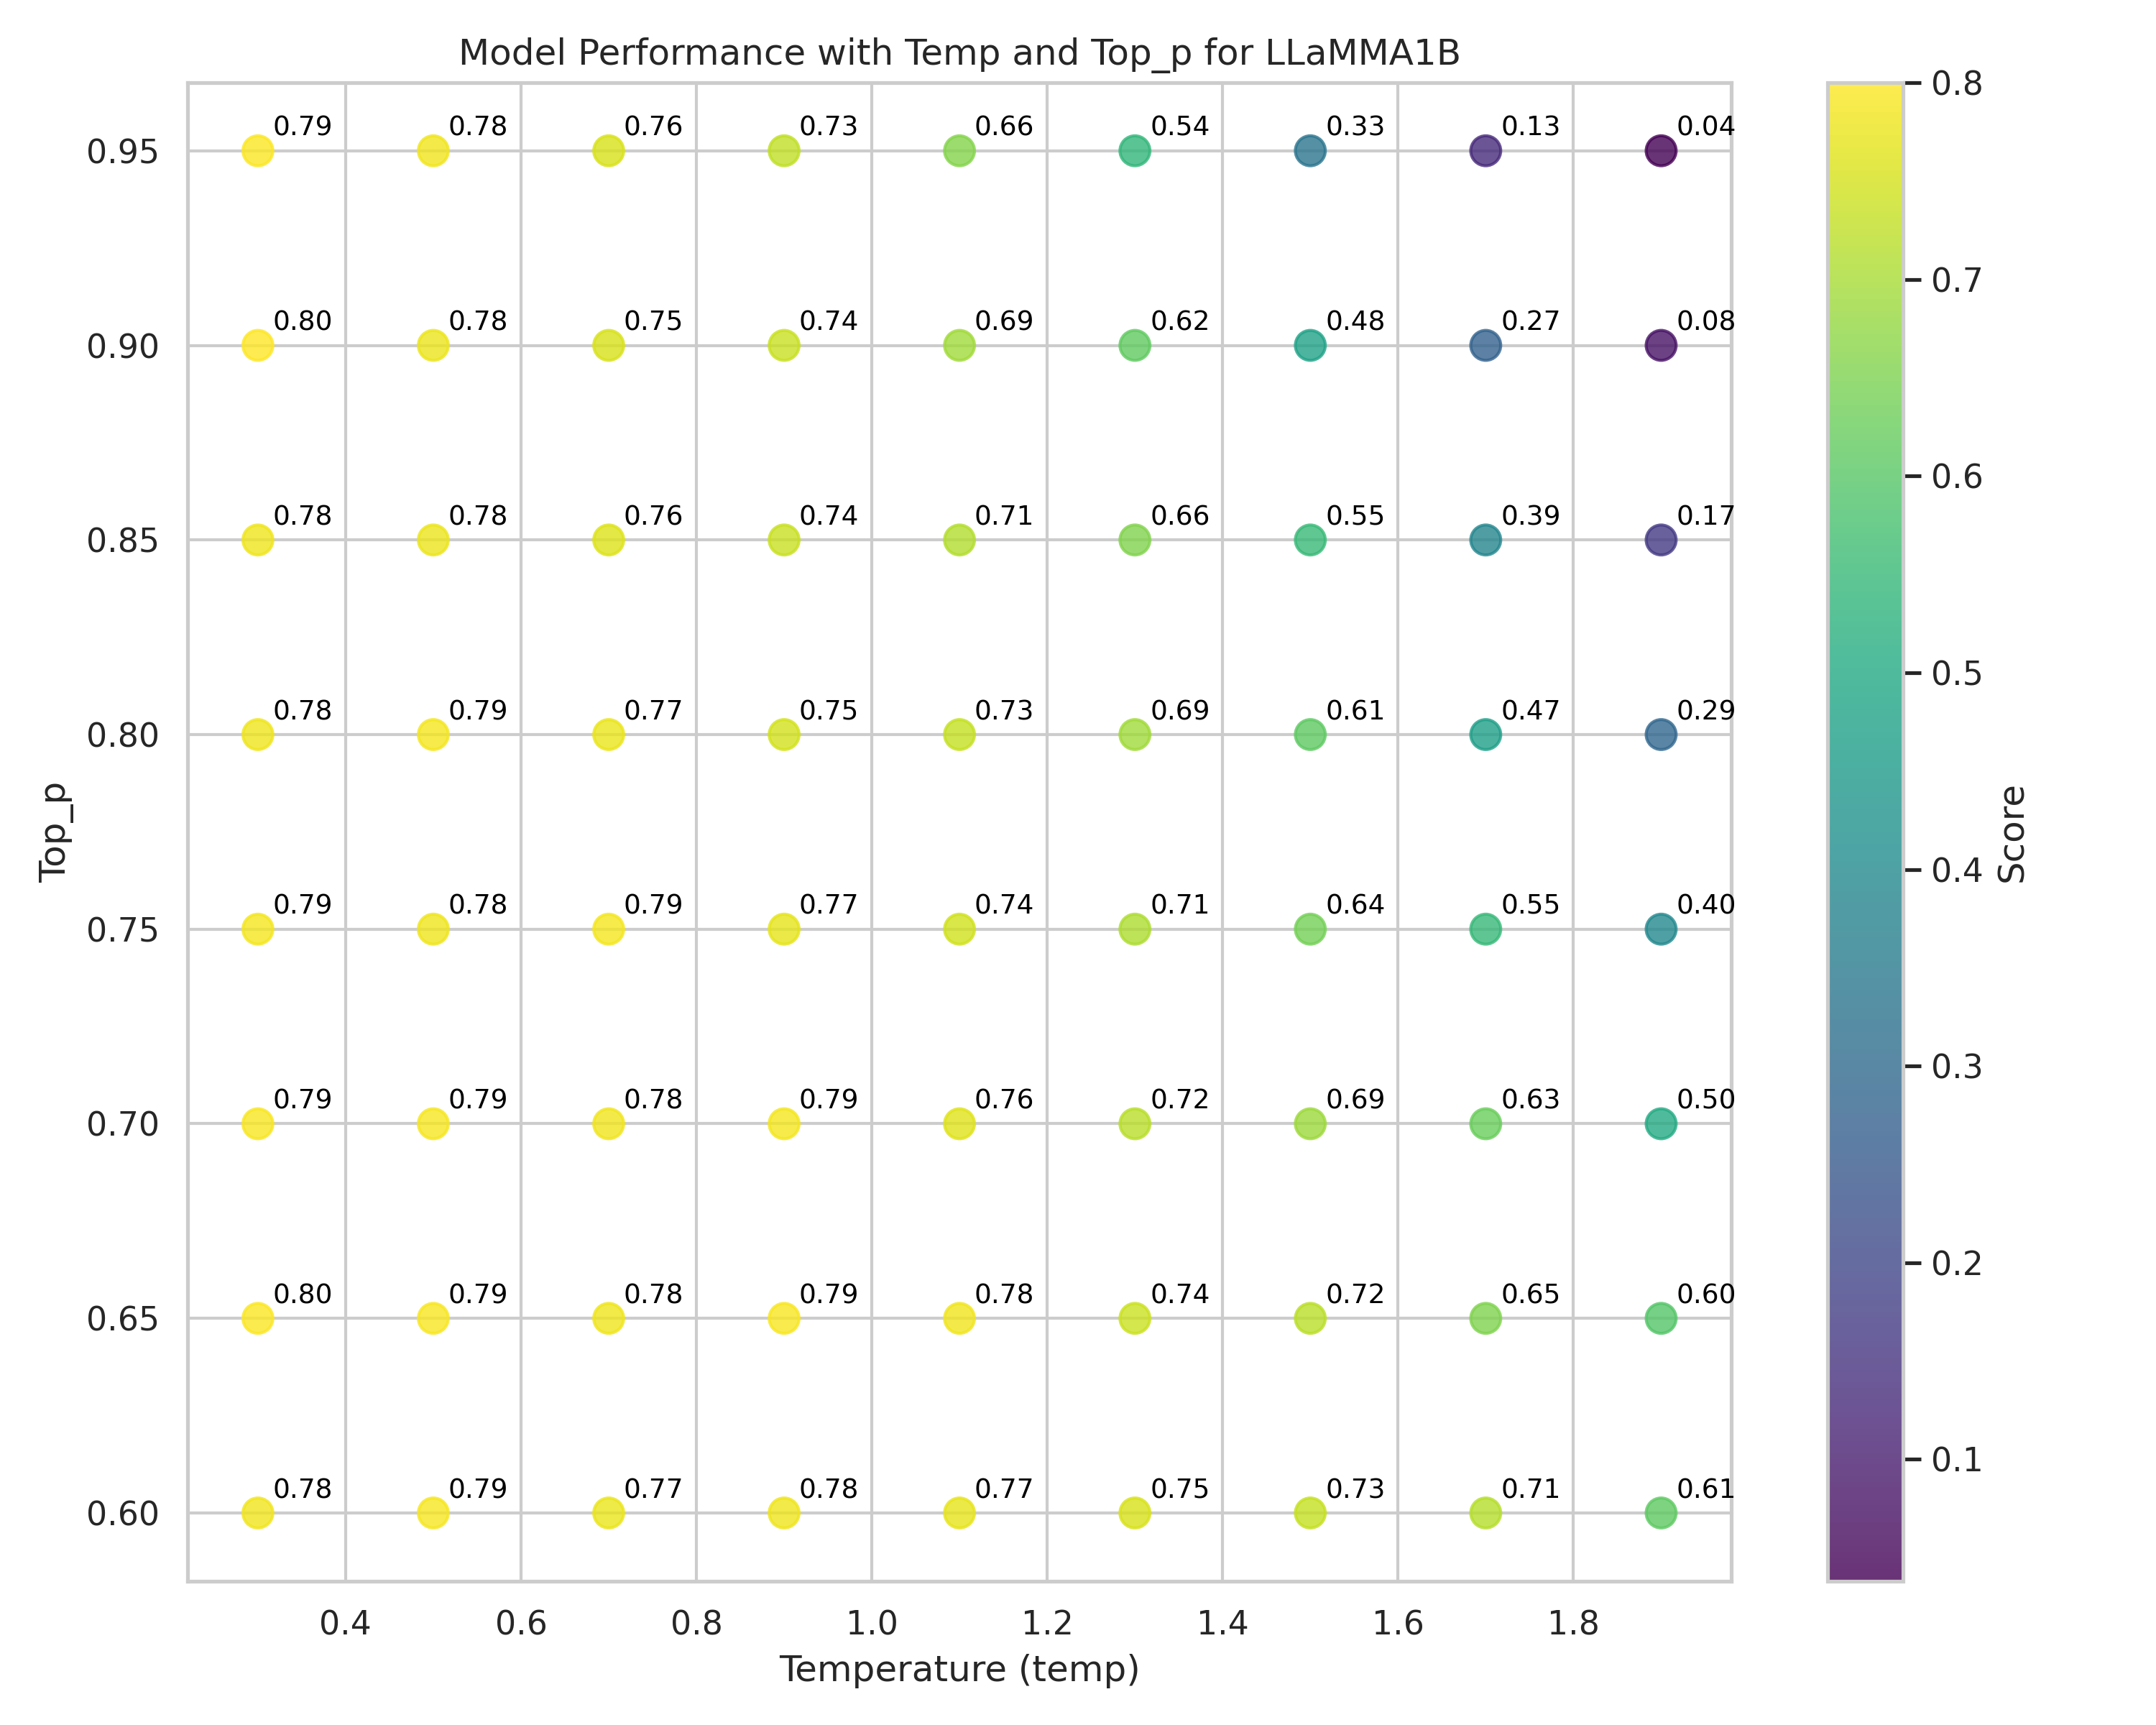 Model Performance with Temp and Top_p for LLaMMA1B
0.95 0.79 0.78 0.76 0.73 0.66 0.54 0.33 0.13 0.04
0.90 0.80 0.78 0.75 0.74 0.69 0.62 0.48 0.27 0.08
0.85 0.78 0.78 0.76 0.74 0.71 0.66 0.55 0.39 0.17
0.80 0.78 0.79 0.77 0.75 0.73 0.69 0.61 0.47 0.29
0.75 0.79 0.78 0.79 0.77 0.74 0.71 0.64 0.55 0.40
0.70 0.79 0.79 0.78 0.79 0.76 0.72 0.69 0.63 0.50
0.65 0.80 0.79 0.78 0.79 0.78 0.74 0.72 0.65 0.60
0.60 0.78 0.79 0.77 0.78 0.77 0.75 0.73 0.71 0.61
Top_p
0.4 0.6 0.8 1.0 1.2 1.4 1.6 1.8
Temperature (temp)
0.8
0.7
0.6
0.5
0.4
0.3
0.2
0.1
Score